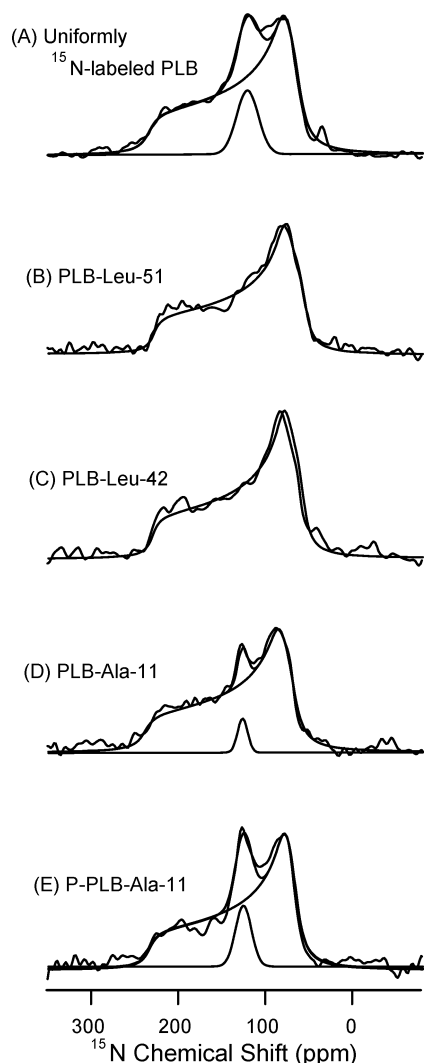 (A) Uniformly
15N-labeled PLB
(B) PLB-Leu-51
(C) PLB-Leu-42
(D) PLB-Ala-11
(E) P-PLB-Ala-11
300 200 100 0
15N Chemical Shift (ppm)